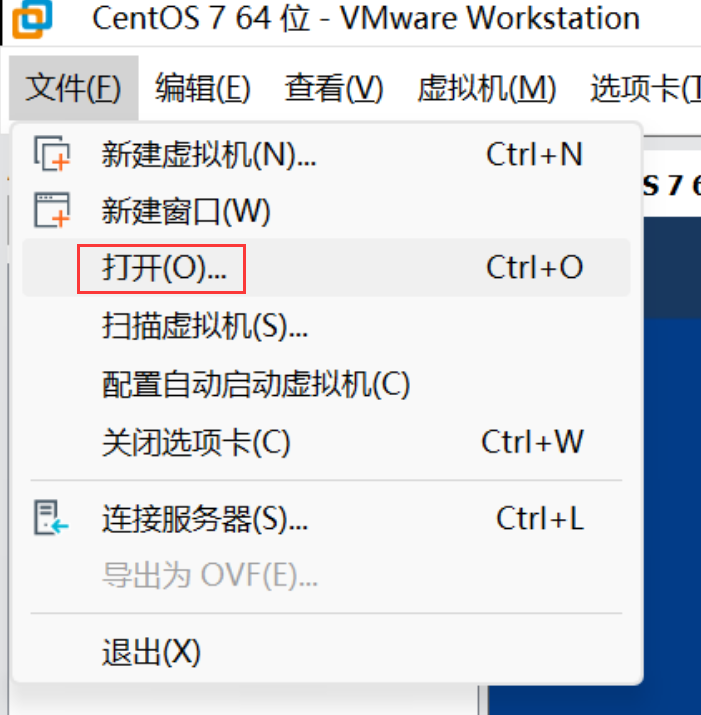 CentOS 7 64 位 - VMware Workstation
文件(F) 编辑(E) 查看(V) 虚拟机(M) 选项卡(T
新建虚拟机(N)... Ctrl+N
新建窗口(W)
S 7 6
打开(O)... Ctrl+O
扫描虚拟机(S)...
配置自动启动虚拟机(C)
关闭选项卡(C) Ctrl+W
连接服务器(S)... Ctrl+L
导出为 OVF(E)...
退出(X)